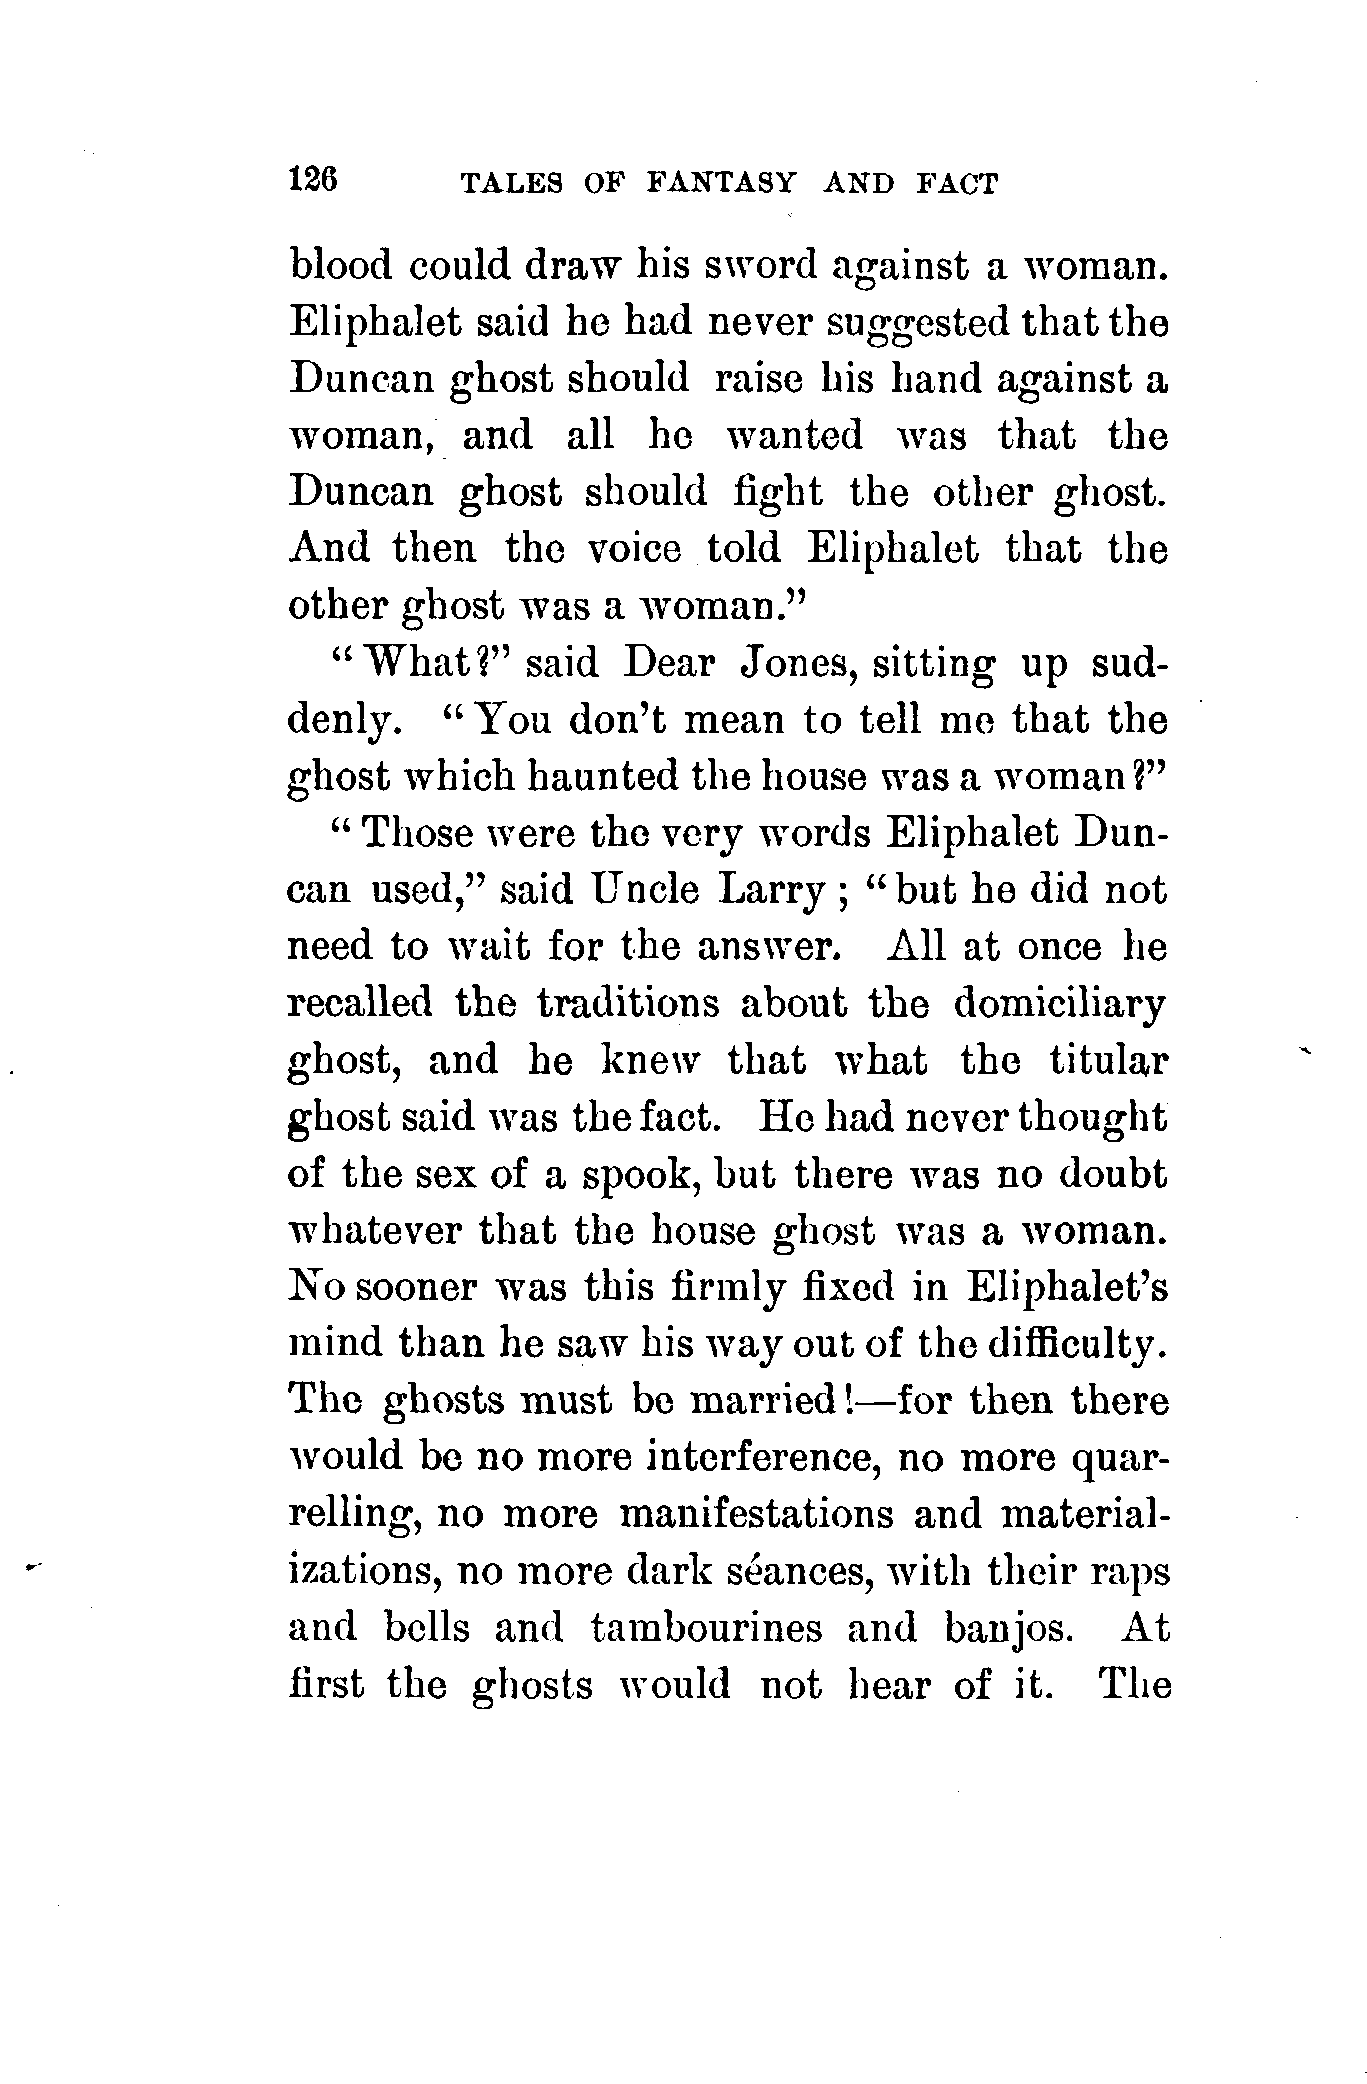 126 TALES OF FANTASY AND FACT
blood could draw his sword against a woman.
Eliphalet said he had never suggested that the
Duncan ghost should raise his hand against a
woman, and all he wanted was that the
Duncan ghost should fight the other ghost.
And then the voice told Eliphalet that the
other ghost was a woman.”
“What?” said Dear Jones, sitting up sud-
denly. “You don’t mean to tell me that the
ghost which haunted the house was a woman?”
“Those were the very words Eliphalet Dun-
can used,” said Uncle Larry; “but he did not
need to wait for the answer. All at once he
recalled the traditions about the domiciliary
ghost, and he knew that what the titular
ghost said was the fact. He had never thought
of the sex of a spook, but there was no doubt
whatever that the house ghost was a woman.
No sooner was this firmly fixed in Eliphalet’s
mind than he saw his way out of the difficulty.
The ghosts must be married!—for then there
would be no more interference, no more quar-
relling, no more manifestations and material-
izations, no more dark séances, with their raps
and bells and tambourines and banjos. At
first the ghosts would not hear of it. The